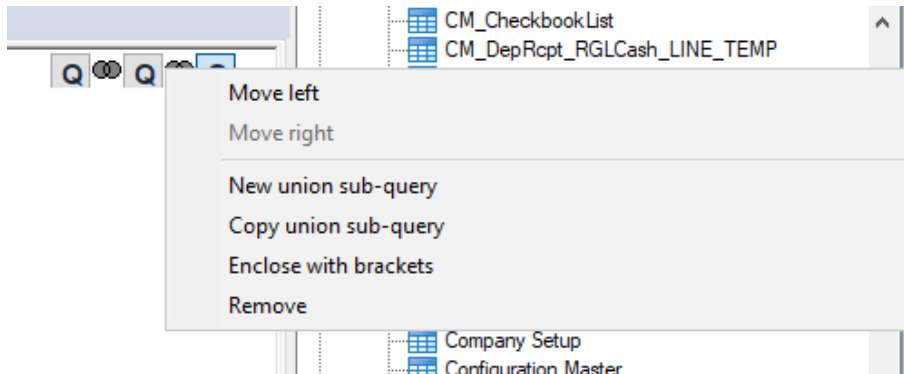 CM_CheckbookList
CM_DepRcpt_RGLCash_LINE_TEMP
Q Q
Move left
Move right
New union sub-query
Copy union sub-query
Enclose with brackets
Remove
Company Setup
Configuration Master